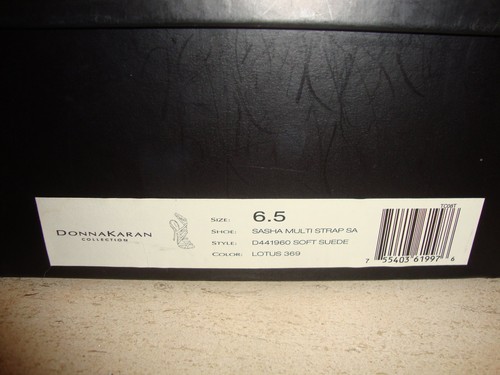 DONNAKARAN
COLLECTION
SIZE: 6.5
SHOE: SASHA MULTI STRAP SA
STYLE: D441960 SOFT SUEDE
COLOR: LOTUS 369
7 55403 61997 6